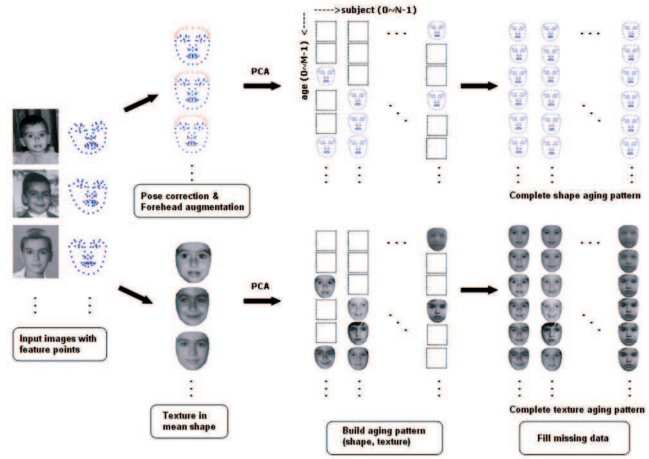 ---->subject (0~N-1)
age (0~M-1) <----
PCA
Pose correction &
Forehead augmentation
Complete shape aging pattern
PCA
Input images with
feature points
Texture in
mean shape
Complete texture aging pattern
Build aging pattern
(shape, texture)
Fill missing data